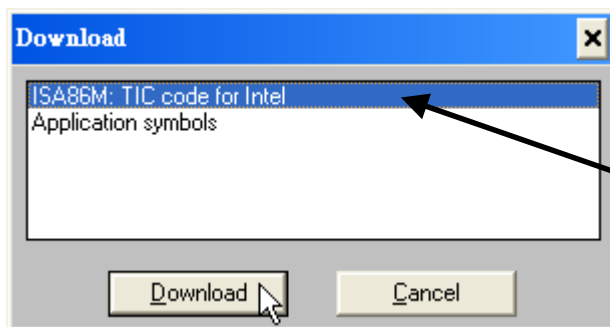 Download
ISA86M: TIC code for Intel
Application symbols
Download
Cancel